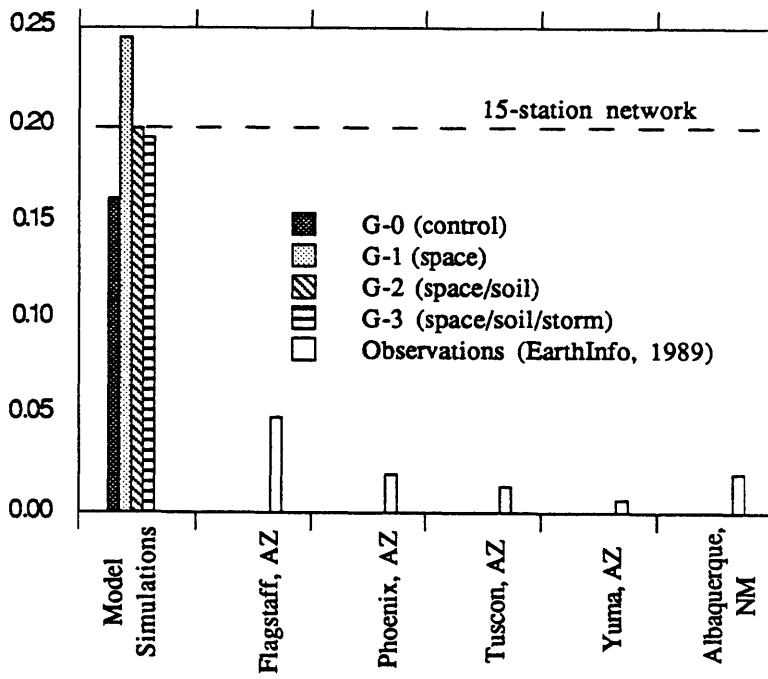 0.25
15-station network
0.20
0.15
G-0 (control)
G-1 (space)
G-2 (space/soil)
0.10
G-3 (space/soil/storm)
Observations (EarthInfo, 1989)
0.05
0.00
Model
Simulations
Flagstaff, AZ
Phoenix, AZ
Tuscon, AZ
Yuma, AZ
Albaquerque,
NM